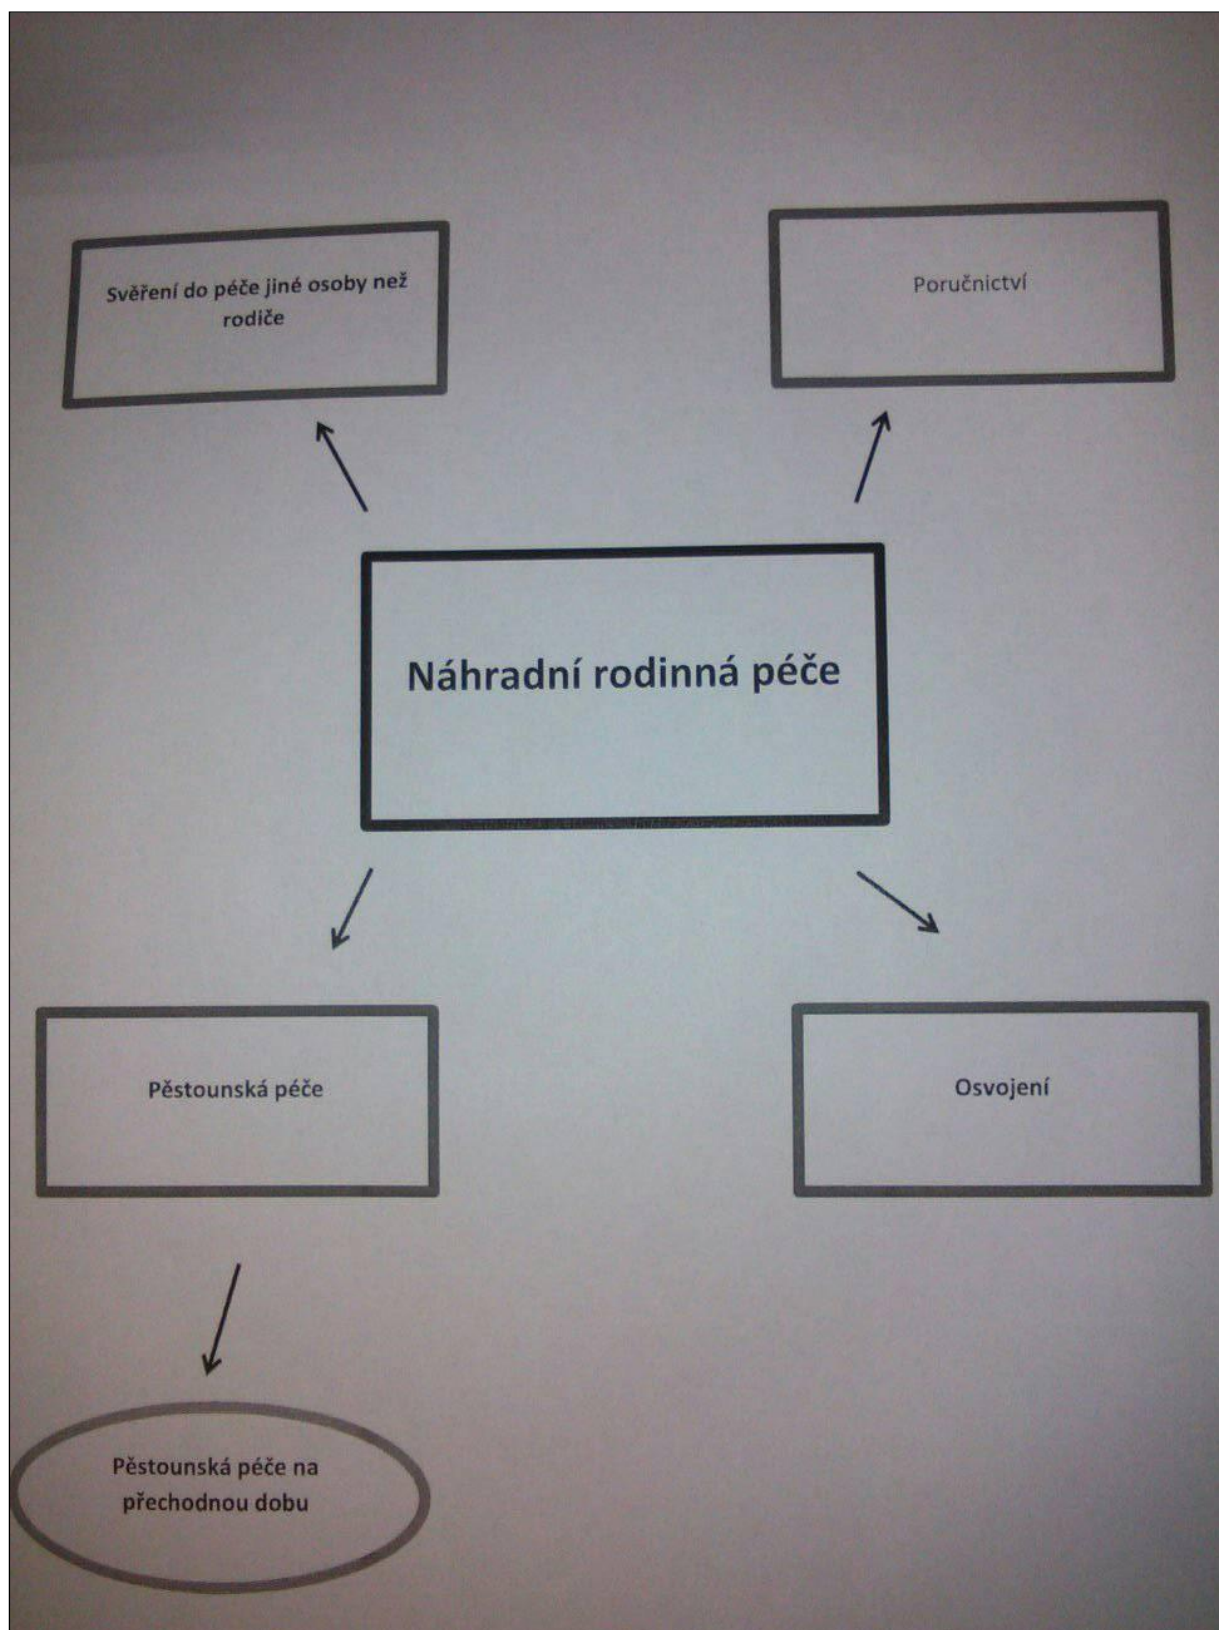 Svěření do péče jiné osoby než
rodiče
Poručnictví
Náhradní rodinná péče
Pěstounská péče
Osvojení
Pěstounská péče na
přechodnou dobu